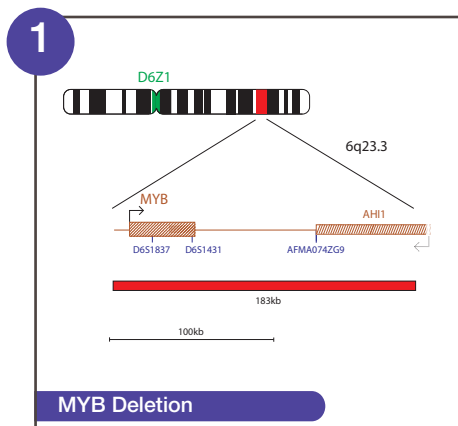 1
D6Z1
6q23.3
MYB
AHI1
D6S1837
D6S1431
AFMA074ZG9
183kb
100kb
MYB Deletion